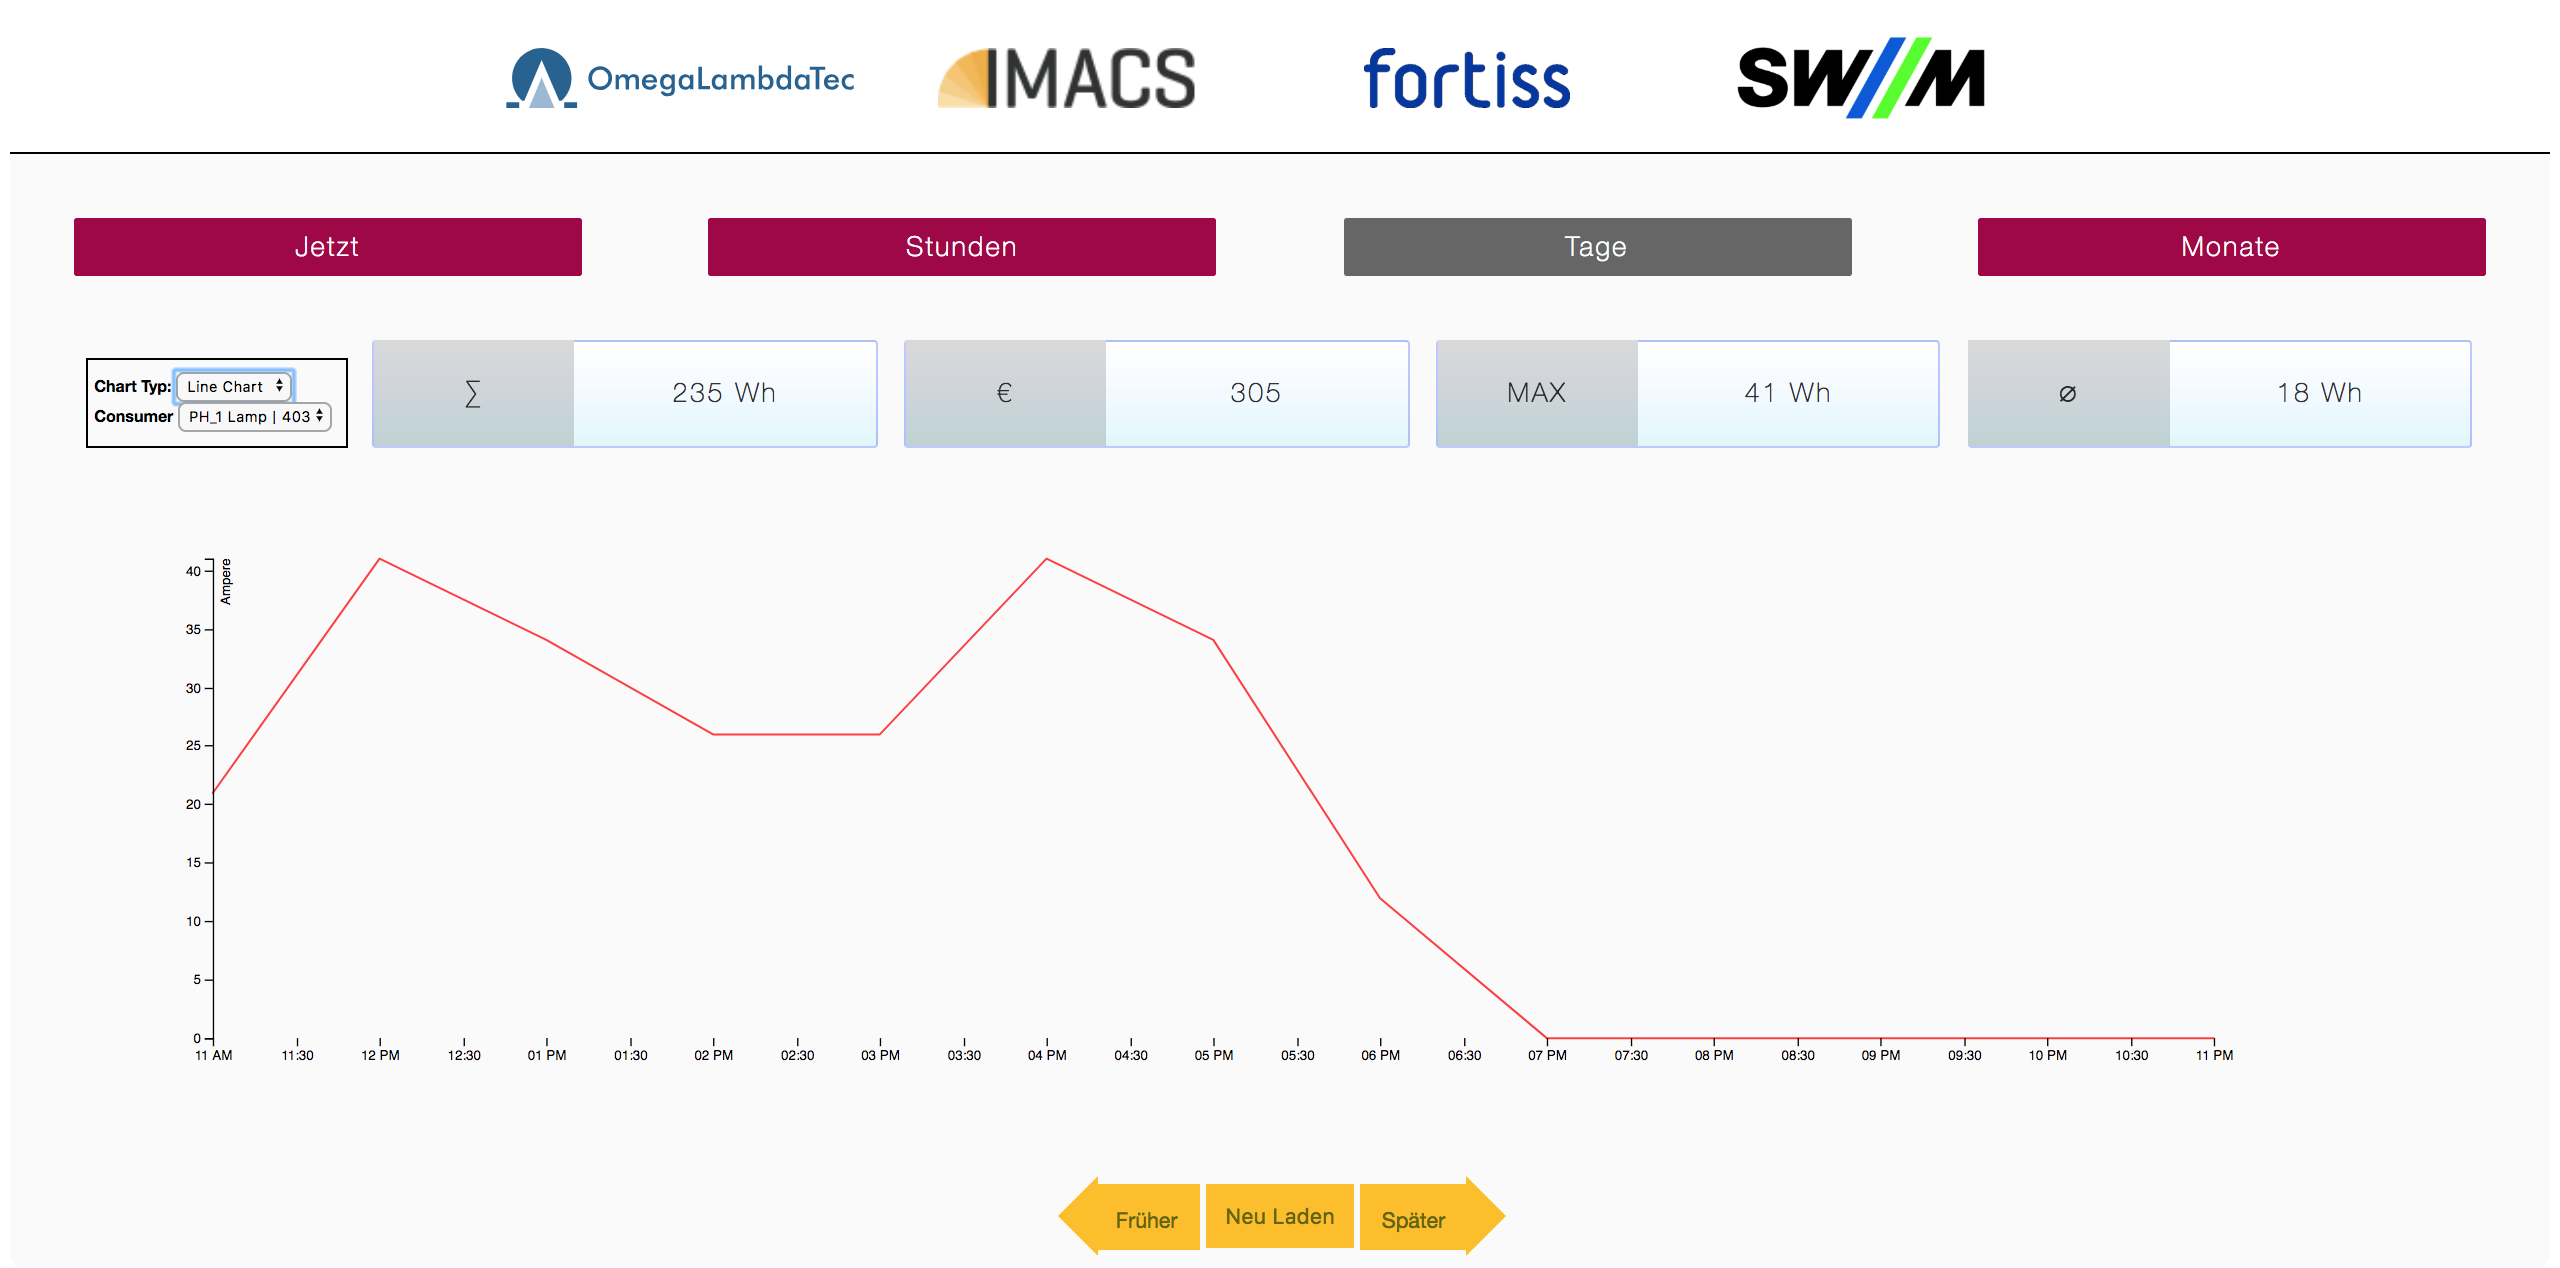 OmegaLambdaTec IMACS fortiss SW//M
Jetzt Stunden Tage Monate
Chart Typ: Line Chart
Consumer PH_1 Lamp | 403
∑ 235 Wh € 305 MAX 41 Wh ⌀ 18 Wh
Ampere
40
35
30
25
20
15
10
5
0
11 AM 11:30 12 PM 12:30 01 PM 01:30 02 PM 02:30 03 PM 03:30 04 PM 04:30 05 PM 05:30 06 PM 06:30 07 PM 07:30 08 PM 08:30 09 PM 09:30 10 PM 10:30 11 PM
Früher Neu Laden Später